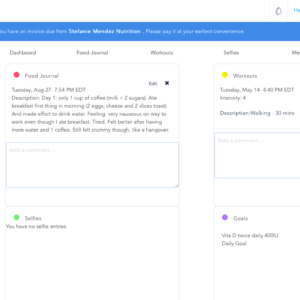 You have an invoice due from Stefanie Mendez Nutrition . Please pay it at your earliest convenience.
Dashboard
Food Journal
Workouts
Selfies
Food Journal
Edit
Tuesday, Aug 27- 7:54 PM EDT
Description: Day 1: only 1 cup of coffee (milk + 2 sugars). Ate
breakfast first thing in morning (2 eggs, cheese and 2 slices toast)
And made effort to drink water. Feeling very nauseous on way to
work even though I ate breakfast. Tired. Felt better after having
more water and 1 coffee. Still felt crummy though, like a hangover.
Add a comment...
Workouts
Tuesday, May 14- 4:40 PM EDT
Intensity: 4
Description:Walking - 30 mins
Add a comment...
Selfies
You have no selfie entries
Goals
Vita D twice daily 400IU
Daily Goal